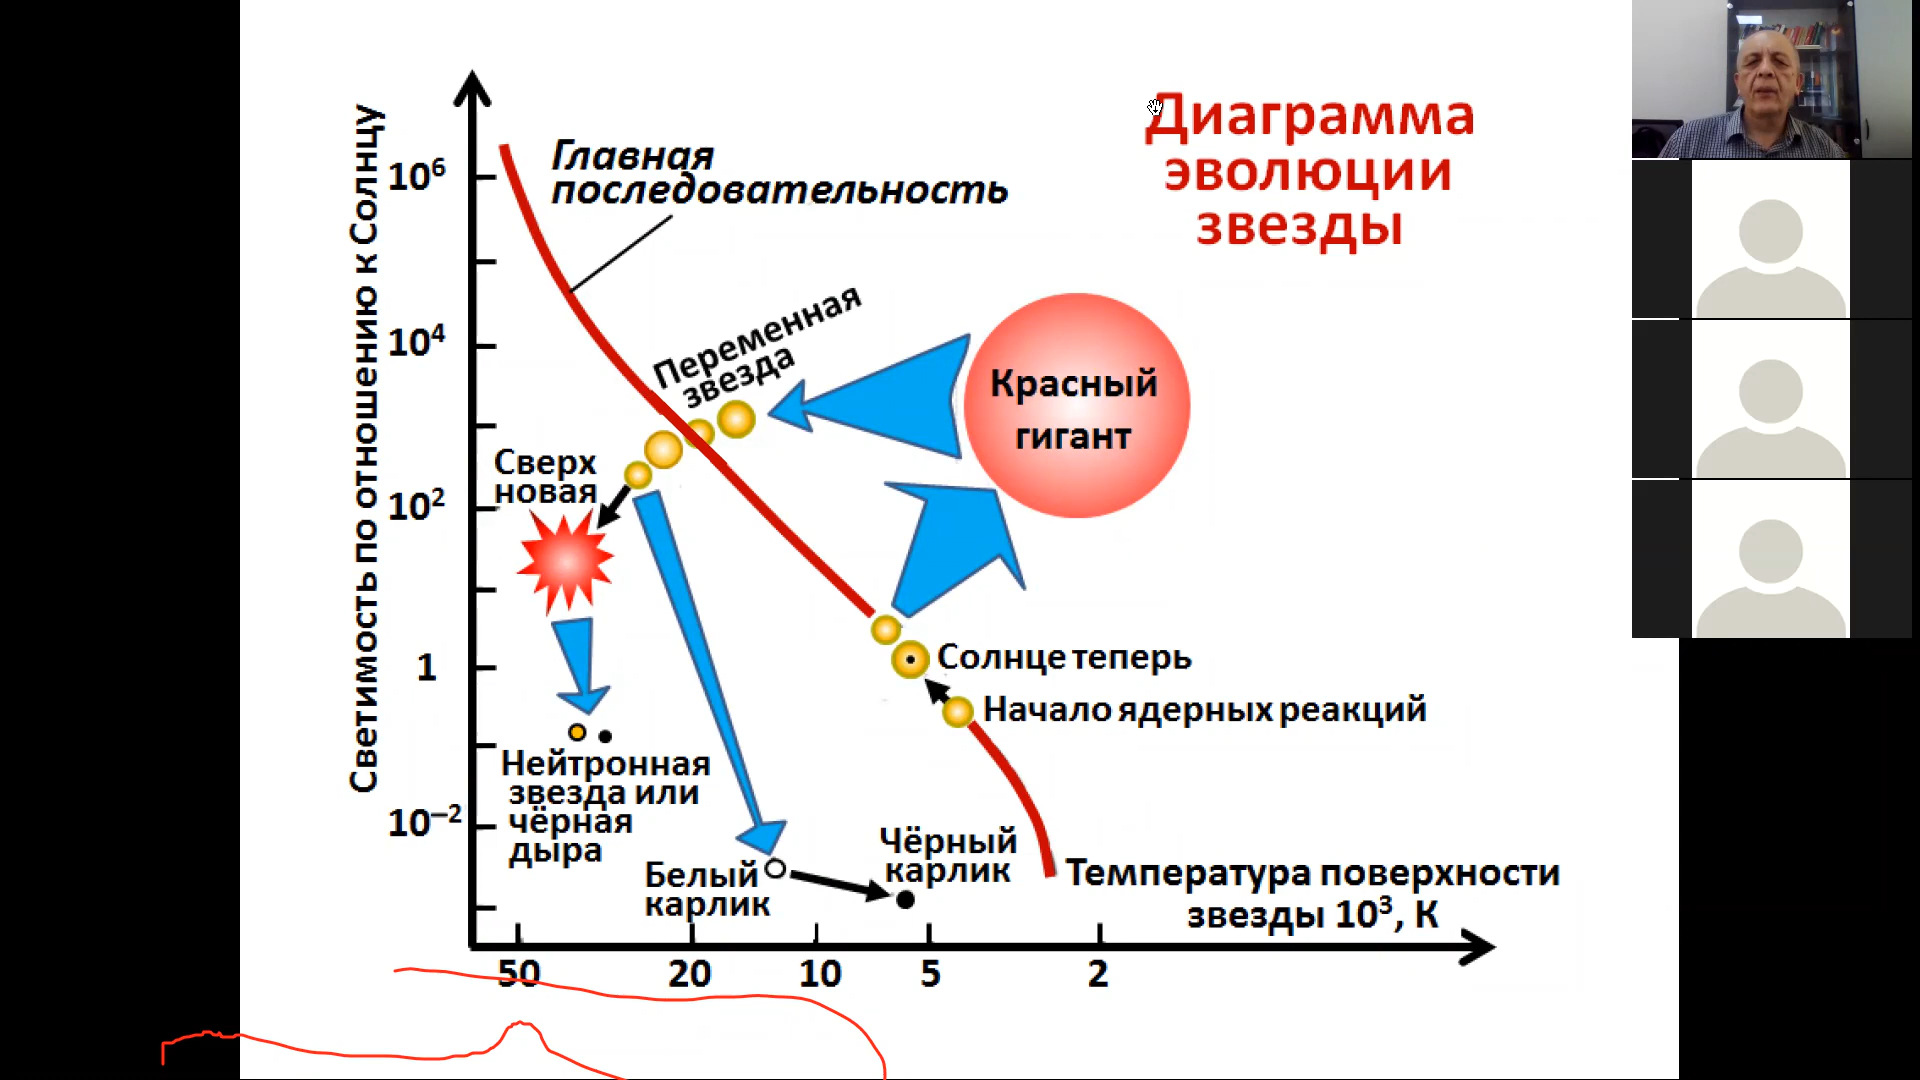 Диаграмма
эволюции
звезды
Светимость по отношению к Солнцу
10⁶
10⁴
10²
1
10⁻²
Главная
последовательность
Переменная
звезда
Красный
гигант
Сверх
новая
Солнце теперь
Начало ядерных реакций
Нейтронная
звезда или
чёрная
дыра
Белый
карлик
Чёрный
карлик
Температура поверхности
звезды 10³, К
50
20
10
5
2